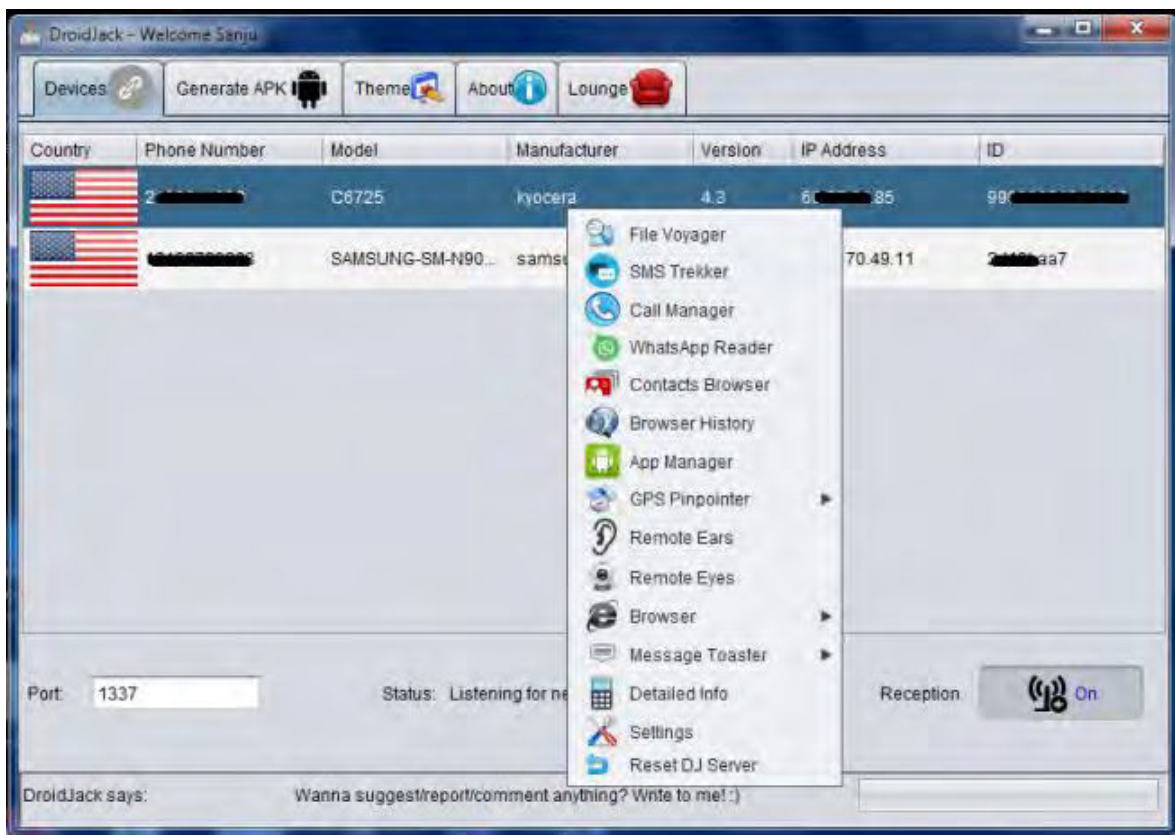 DroidJack - Welcome Sanju
Devices Generate APK Theme About Lounge
Country Phone Number Model Manufacturer Version IP Address ID
2 C6725 kyocera 4.3 6 85 99
SAMSUNG-SM-N90... samsu 70.49.11 aa7
File Voyager
SMS Trekker
Call Manager
WhatsApp Reader
Contacts Browser
Browser History
App Manager
GPS Pinpointer
Remote Ears
Remote Eyes
Browser
Message Toaster
Detailed Info
Settings
Reset DJ Server
Port: 1337 Status: Listening for ne Reception On
DroidJack says: Wanna suggest/report/comment anything? Write to me! :)